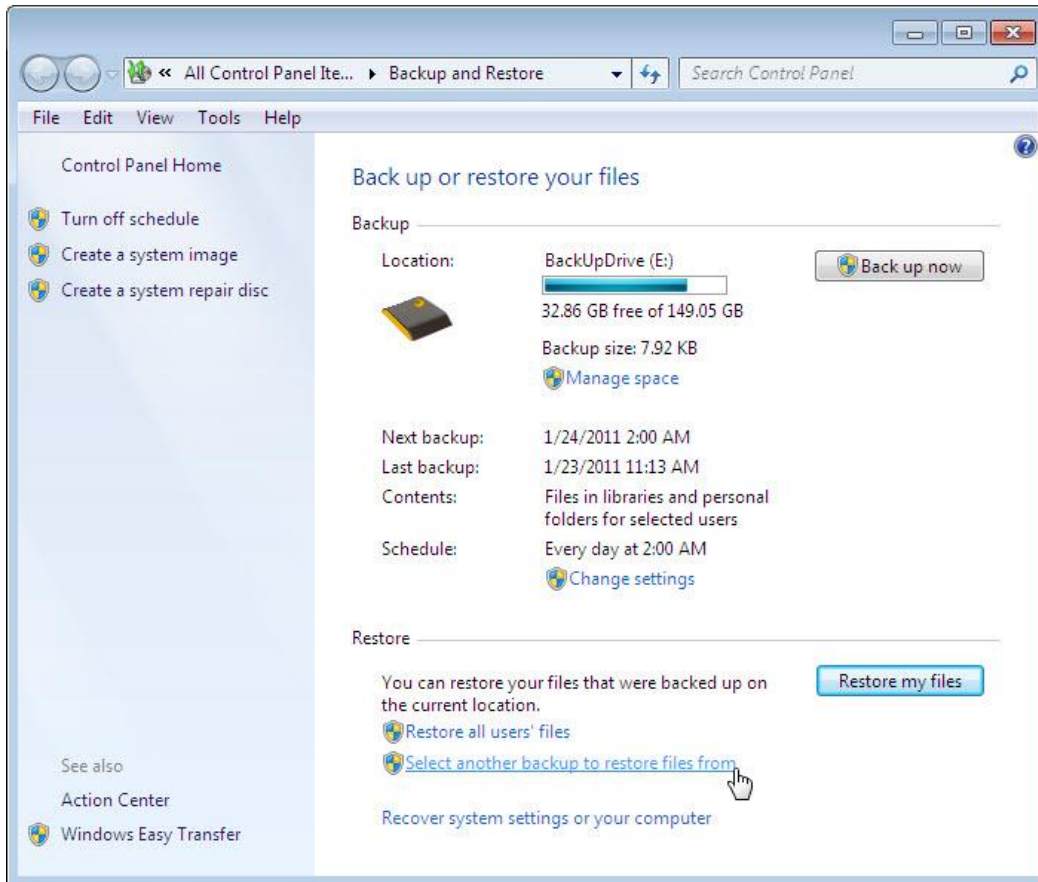 « All Control Panel Ite... ▸ Backup and Restore
Search Control Panel
File Edit View Tools Help
Control Panel Home
Turn off schedule
Create a system image
Create a system repair disc
Back up or restore your files
Backup
Location: BackUpDrive (E:)
Back up now
32.86 GB free of 149.05 GB
Backup size: 7.92 KB
Manage space
Next backup: 1/24/2011 2:00 AM
Last backup: 1/23/2011 11:13 AM
Contents: Files in libraries and personal
folders for selected users
Schedule: Every day at 2:00 AM
Change settings
Restore
You can restore your files that were backed up on
the current location.
Restore my files
Restore all users' files
Select another backup to restore files from
Recover system settings or your computer
See also
Action Center
Windows Easy Transfer